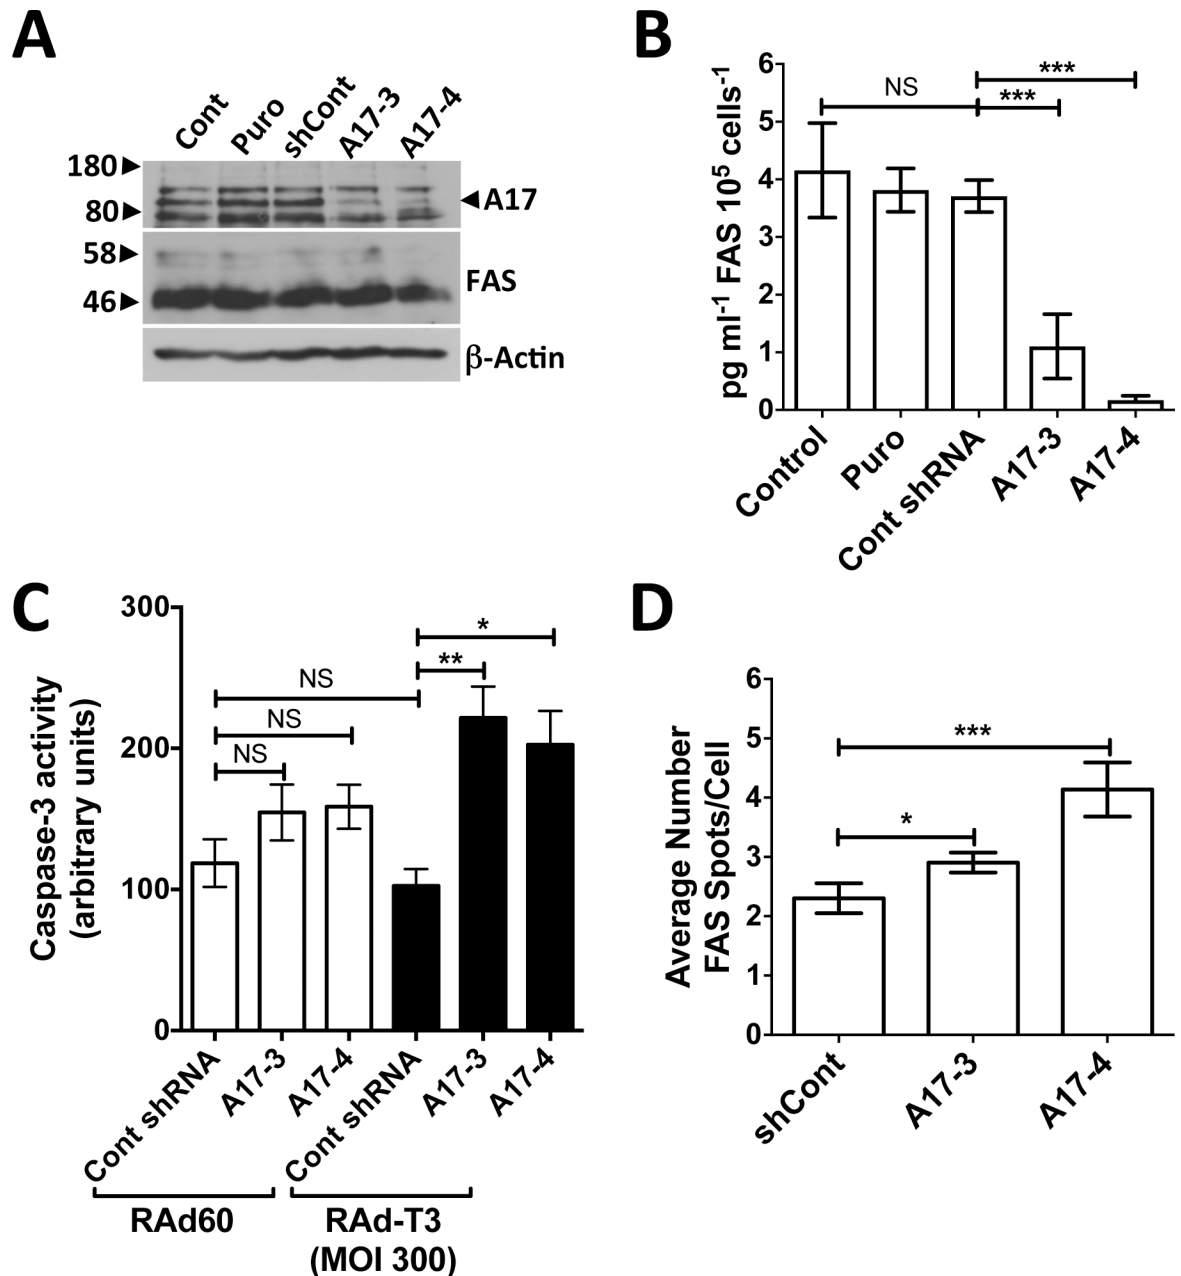 A
Cont
Puro
shCont
A17-3
A17-4
180
80
A17
58
46
FAS
β-Actin
B
pg ml-1 FAS 10^5 cells-1
6
5
4
3
2
1
0
NS
***
***
Control
Puro
Cont shRNA
A17-3
A17-4
C
Caspase-3 activity
(arbitrary units)
300
200
100
0
NS
NS
NS
**
*
Cont shRNA
A17-3
A17-4
Cont shRNA
A17-3
A17-4
RAd60
RAd-T3
(MOI 300)
D
Average Number
FAS Spots/Cell
6
5
4
3
2
1
0
***
*
shCont
A17-3
A17-4